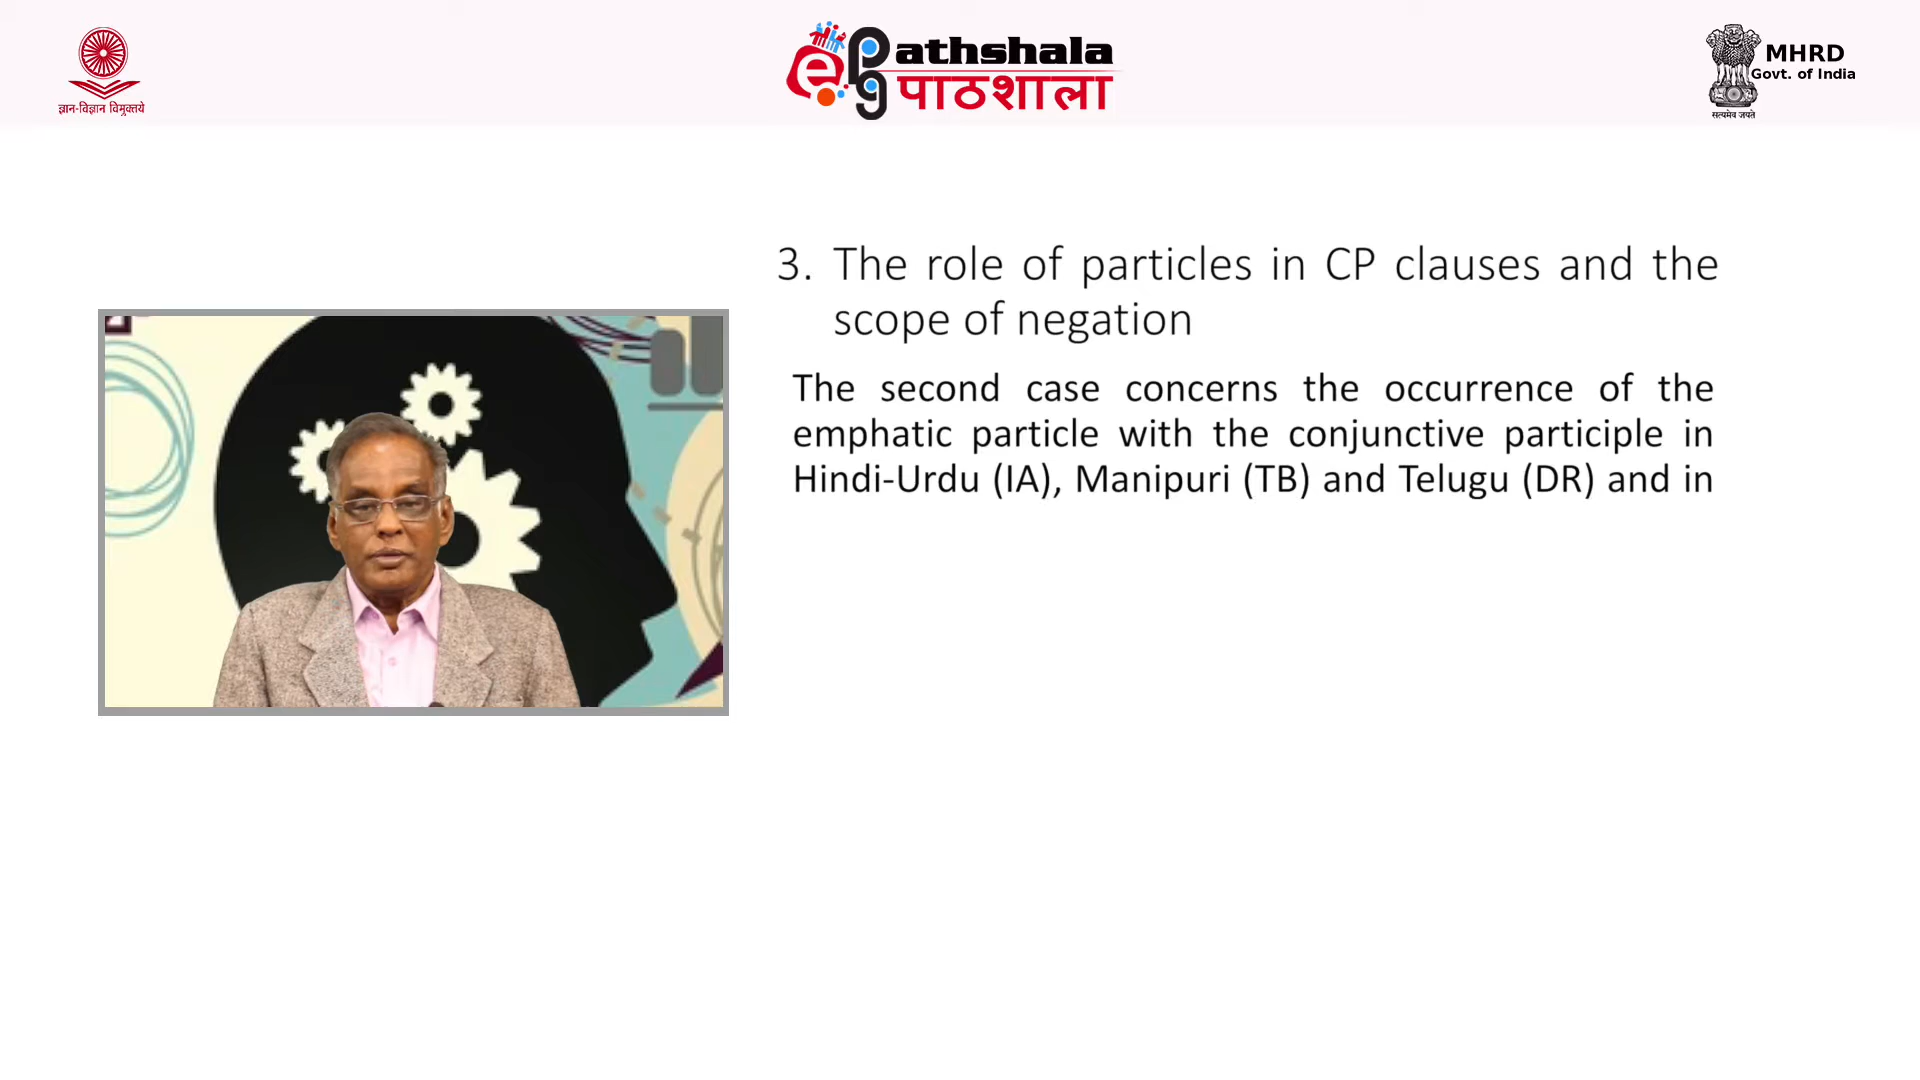 ज्ञान-विज्ञान विमुक्तये
e pg athshala
पाठशाला
MHRD
Govt. of India
सत्यमेव जयते
3. The role of particles in CP clauses and the
scope of negation
The second case concerns the occurrence of the
emphatic particle with the conjunctive participle in
Hindi-Urdu (IA), Manipuri (TB) and Telugu (DR) and in